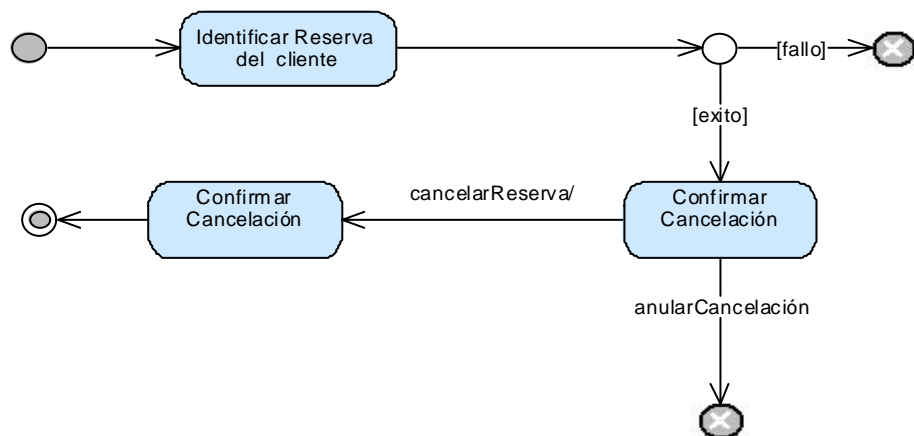 Identificar Reserva
del cliente
[fallo]
[exito]
Confirmar
Cancelación
cancelarReserva/
Confirmar
Cancelación
anularCancelación